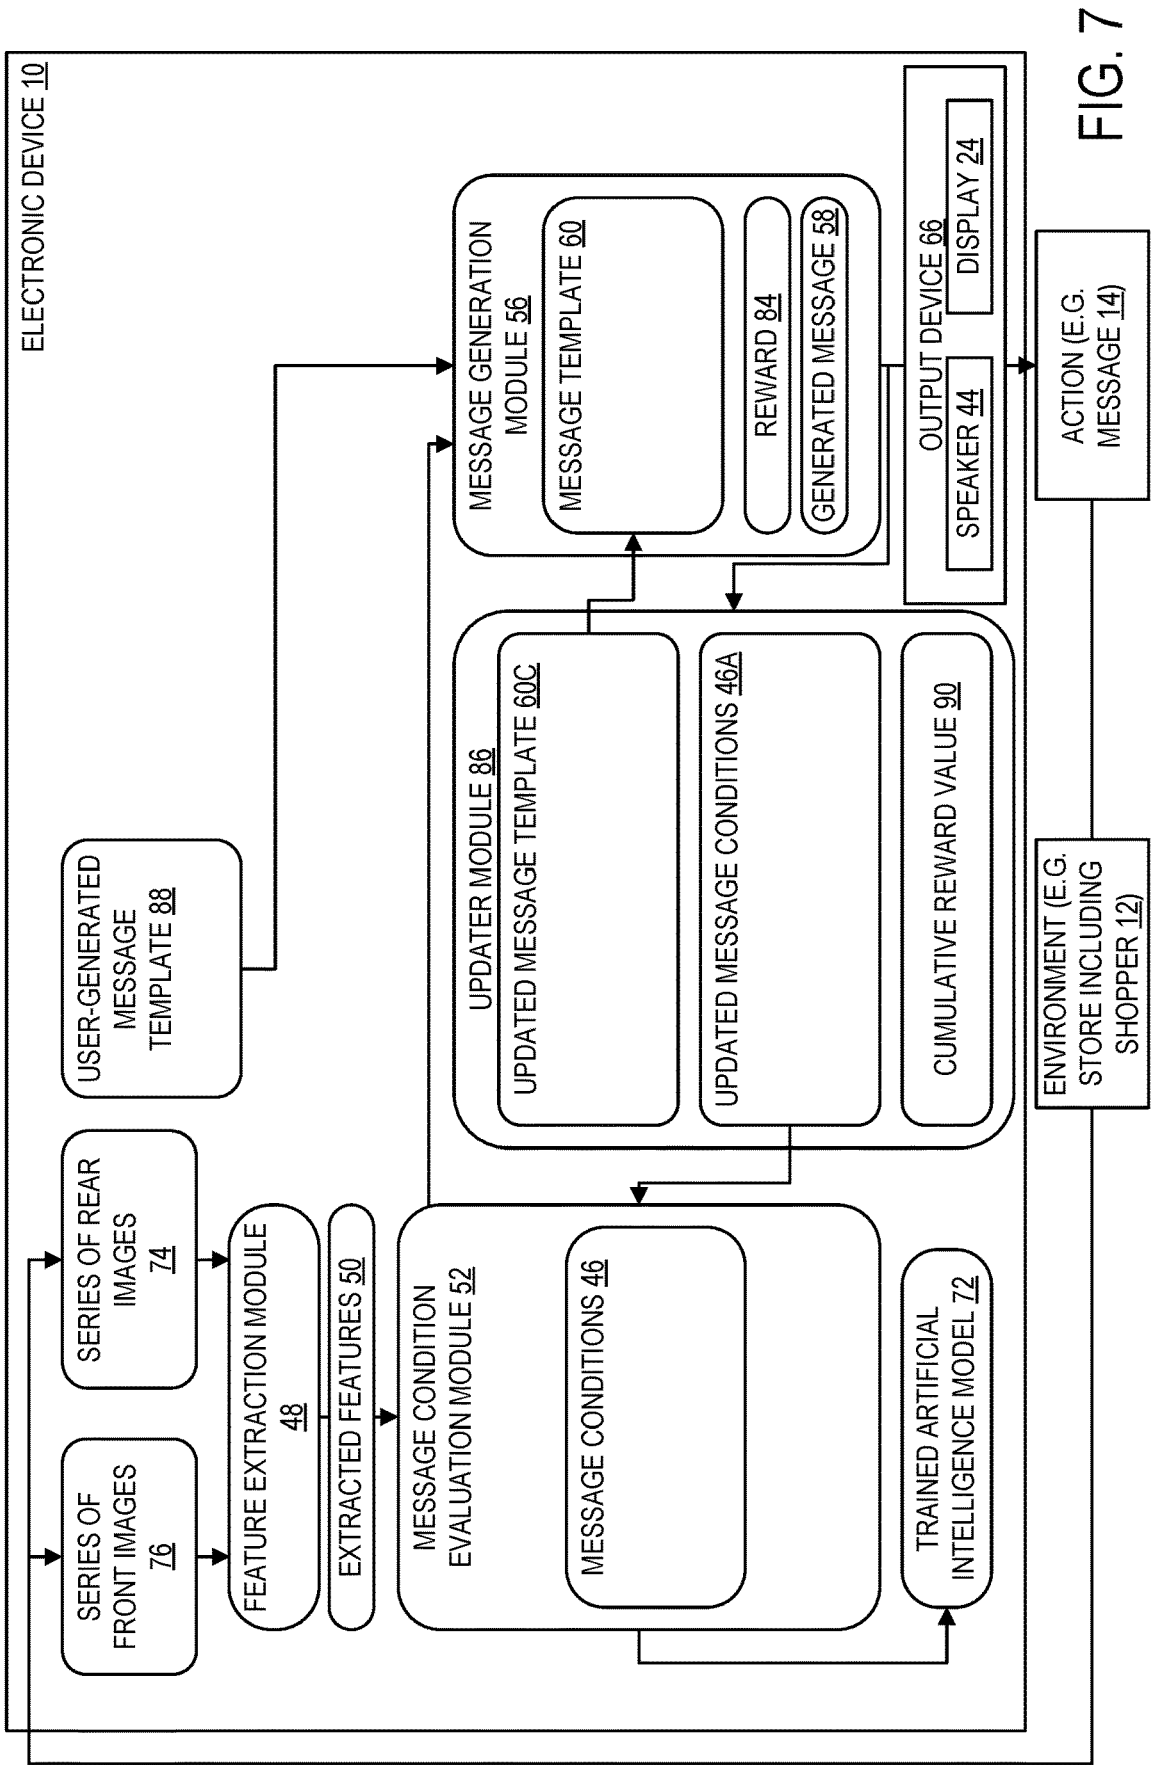 ELECTRONIC DEVICE 10
SERIES OF
FRONT IMAGES
76
SERIES OF REAR
IMAGES
74
USER-GENERATED
MESSAGE
TEMPLATE 88
FEATURE EXTRACTION MODULE
48
EXTRACTED FEATURES 50
MESSAGE CONDITION
EVALUATION MODULE 52
MESSAGE CONDITIONS 46
TRAINED ARTIFICIAL
INTELLIGENCE MODEL 72
UPDATER MODULE 86
UPDATED MESSAGE TEMPLATE 60C
UPDATED MESSAGE CONDITIONS 46A
CUMULATIVE REWARD VALUE 90
MESSAGE GENERATION
MODULE 56
MESSAGE TEMPLATE 60
REWARD 84
GENERATED MESSAGE 58
OUTPUT DEVICE 66
SPEAKER 44
DISPLAY 24
ENVIRONMENT (E.G.
STORE INCLUDING
SHOPPER 12)
ACTION (E.G.
MESSAGE 14)
FIG. 7